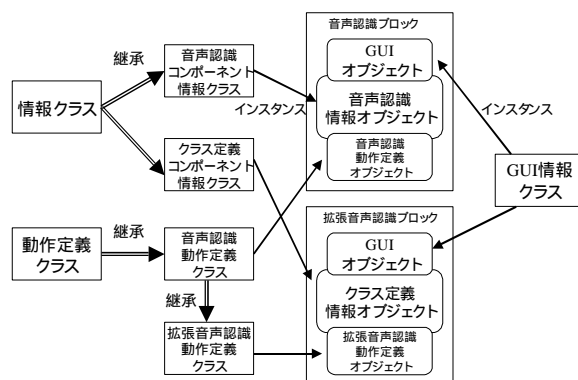 音声認識ブロック
継承
音声認識
コンポーネント
情報クラス
GUI
オブジェクト
情報クラス
インスタンス
音声認識
情報オブジェクト
インスタンス
クラス定義
コンポーネント
情報クラス
音声認識
動作定義
オブジェクト
GUI情報
クラス
継承
動作定義
クラス
音声認識
動作定義
クラス
拡張音声認識ブロック
GUI
オブジェクト
継承
クラス定義
情報オブジェクト
拡張音声認識
動作定義
クラス
拡張音声認識
動作定義
オブジェクト